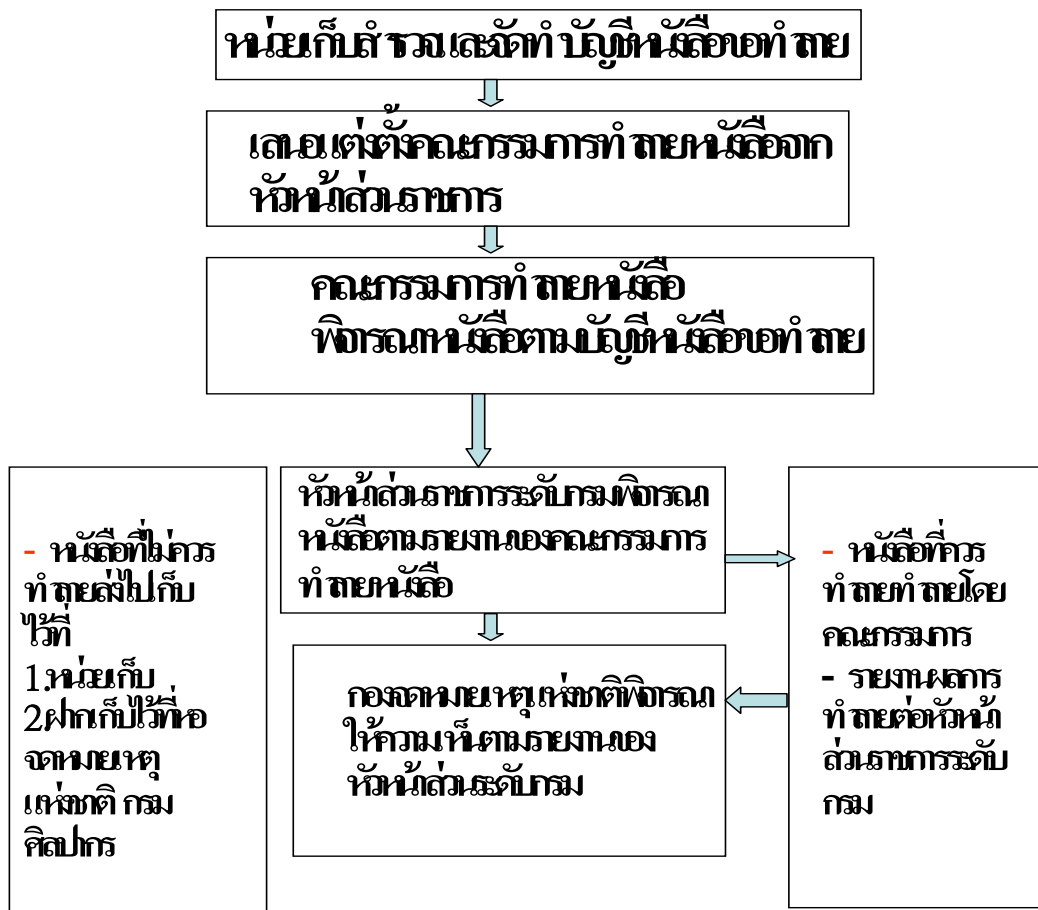 หน่วยเก็บสำรวจและจัดทำบัญชีหนังสือขอทำลาย
เสนอแต่งตั้งคณะกรรมการทำลายหนังสือจาก
หัวหน้าส่วนราชการ
คณะกรรมการทำลายหนังสือ
พิจารณาหนังสือตามบัญชีหนังสือขอทำลาย
หัวหน้าส่วนราชการระดับกรมพิจารณา
หนังสือตามรายงานของคณะกรรมการ
ทำลายหนังสือ
- หนังสือที่ไม่ควร
ทำลายส่งไปเก็บ
ไว้ที่
1.หน่วยเก็บ
2.ฝากเก็บไว้ที่หอ
จดหมายเหตุ
แห่งชาติ กรม
ศิลปากร
- หนังสือที่ควร
ทำลายทำลายโดย
คณะกรรมการ
- รายงานผลการ
ทำลายต่อหัวหน้า
ส่วนราชการระดับ
กรม
กองจดหมายเหตุแห่งชาติพิจารณา
ให้ความเห็นตามรายงานของ
หัวหน้าส่วนระดับกรม